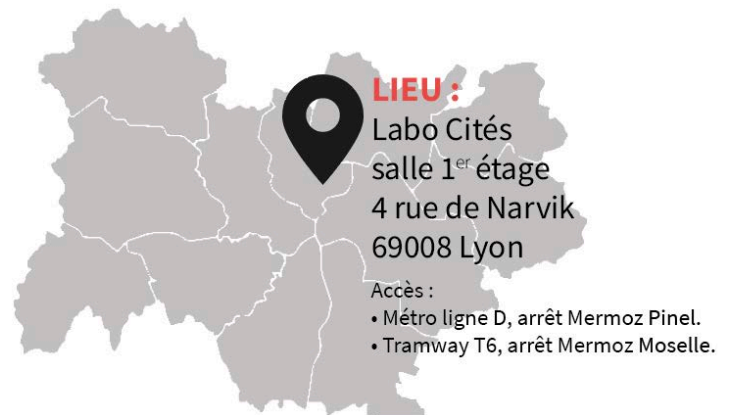 LIEU :
Labo Cités
salle 1er étage
4 rue de Narvik
69008 Lyon
Accès :
• Métro ligne D, arrêt Mermoz Pinel.
• Tramway T6, arrêt Mermoz Moselle.